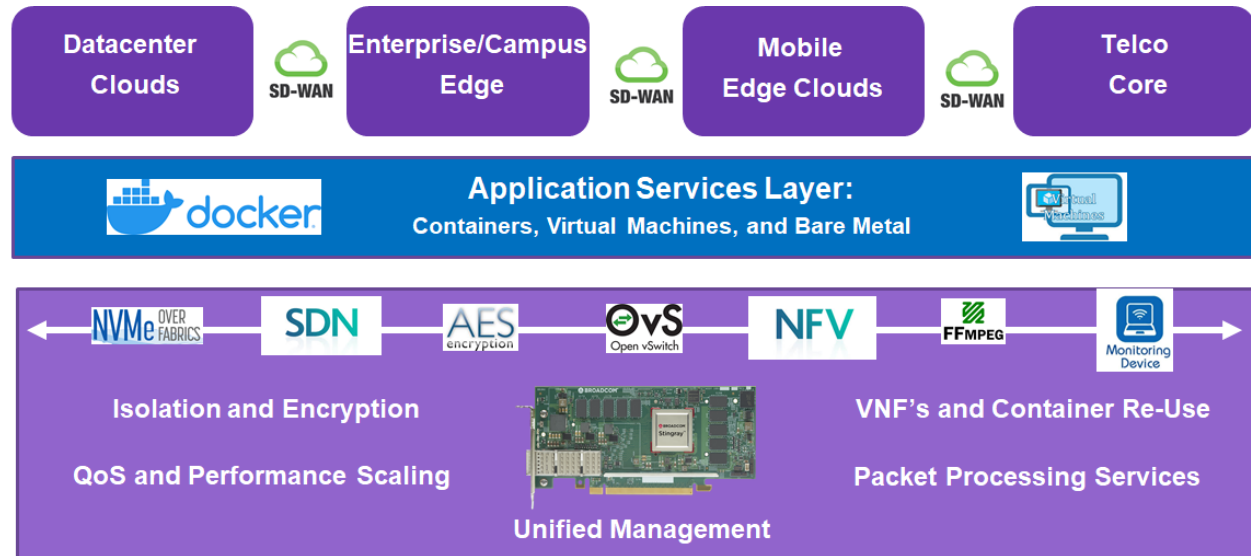 Datacenter
Clouds
SD-WAN
Enterprise/Campus
Edge
SD-WAN
Mobile
Edge Clouds
SD-WAN
Telco
Core
docker
Application Services Layer:
Containers, Virtual Machines, and Bare Metal
Virtual
Machines
NVMe OVER
FABRICS
SDN
AES
encryption
OvS
Open vSwitch
NFV
FFMPEG
Monitoring
Device
Isolation and Encryption
BROADCOM
BROADCOM
Stingray
VNF's and Container Re-Use
QoS and Performance Scaling
Packet Processing Services
Unified Management